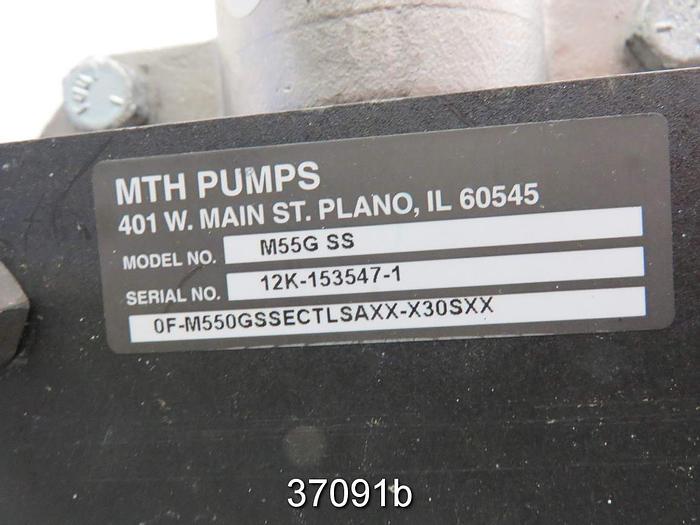 MTH PUMPS
401 W. MAIN ST. PLANO, IL 60545
MODEL NO. M55G SS
SERIAL NO. 12K-153547-1
0F-M550GSSECTLSAXX-X30SXX
37091b